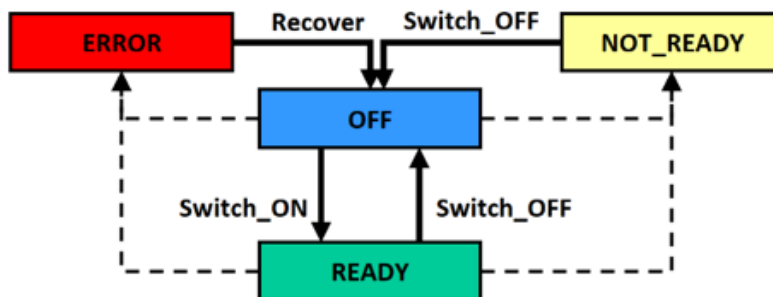 Recover
Switch_OFF
ERROR
NOT_READY
OFF
Switch_ON
Switch_OFF
READY